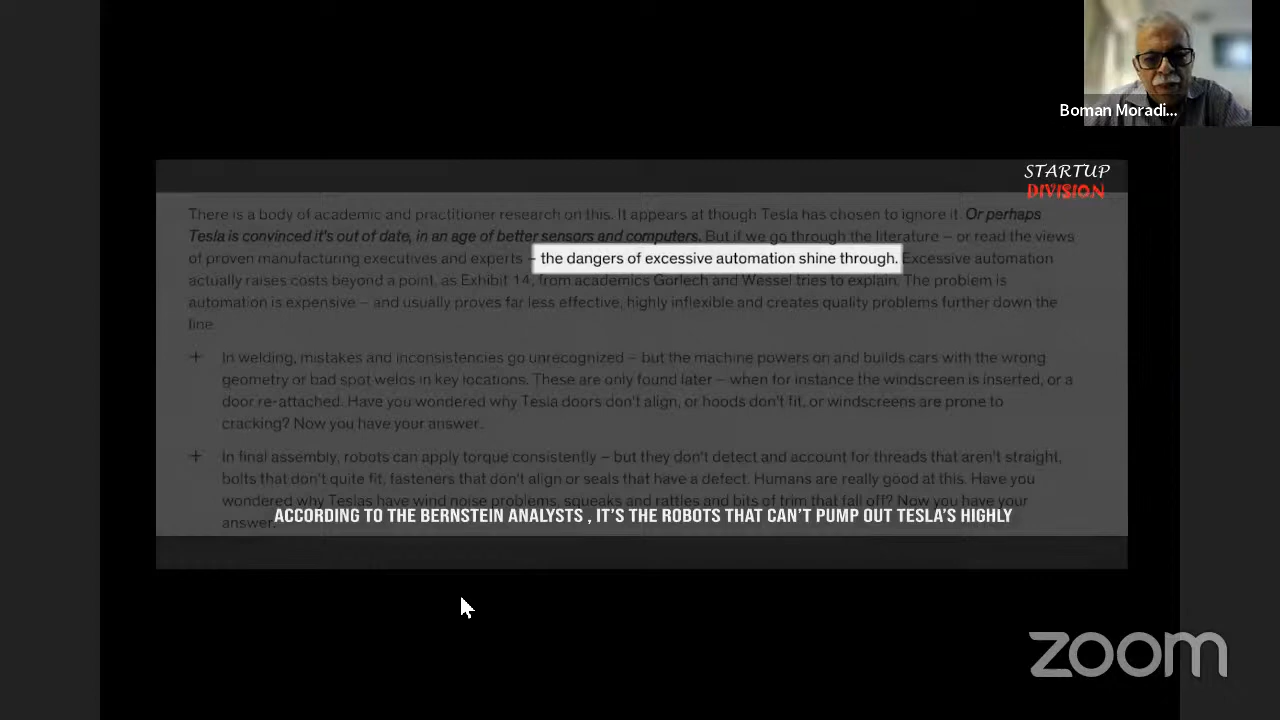 Boman Moradi...
STARTUP
DIVISION
There is a body of academic and practitioner research on this. It appears at though Tesla has chosen to ignore it. Or perhaps
Tesla is convinced it's out of date, in an age of better sensors and computers. But if we go through the literature – or read the views
of proven manufacturing executives and experts – the dangers of excessive automation shine through. Excessive automation
actually raises costs beyond a point, as Exhibit 14, from academics Gorlech and Wessel tries to explain. The problem is
automation is expensive – and usually proves far less effective, highly inflexible and creates quality problems further down the
line.
+ In welding, mistakes and inconsistencies go unrecognized – but the machine powers on and builds cars with the wrong
geometry or bad spot welds in key locations. These are only found later – when for instance the windscreen is inserted, or a
door re-attached. Have you wondered why Tesla doors don't align, or hoods don't fit, or windscreens are prone to
cracking? Now you have your answer.
+ In final assembly, robots can apply torque consistently – but they don't detect and account for threads that aren't straight,
bolts that don't quite fit, fasteners that don't align or seals that have a defect. Humans are really good at this. Have you
wondered why Teslas have wind noise problems, squeaks and rattles and bits of trim that fall off? Now you have your
answer.
ACCORDING TO THE BERNSTEIN ANALYSTS , IT'S THE ROBOTS THAT CAN'T PUMP OUT TESLA'S HIGHLY
zoom